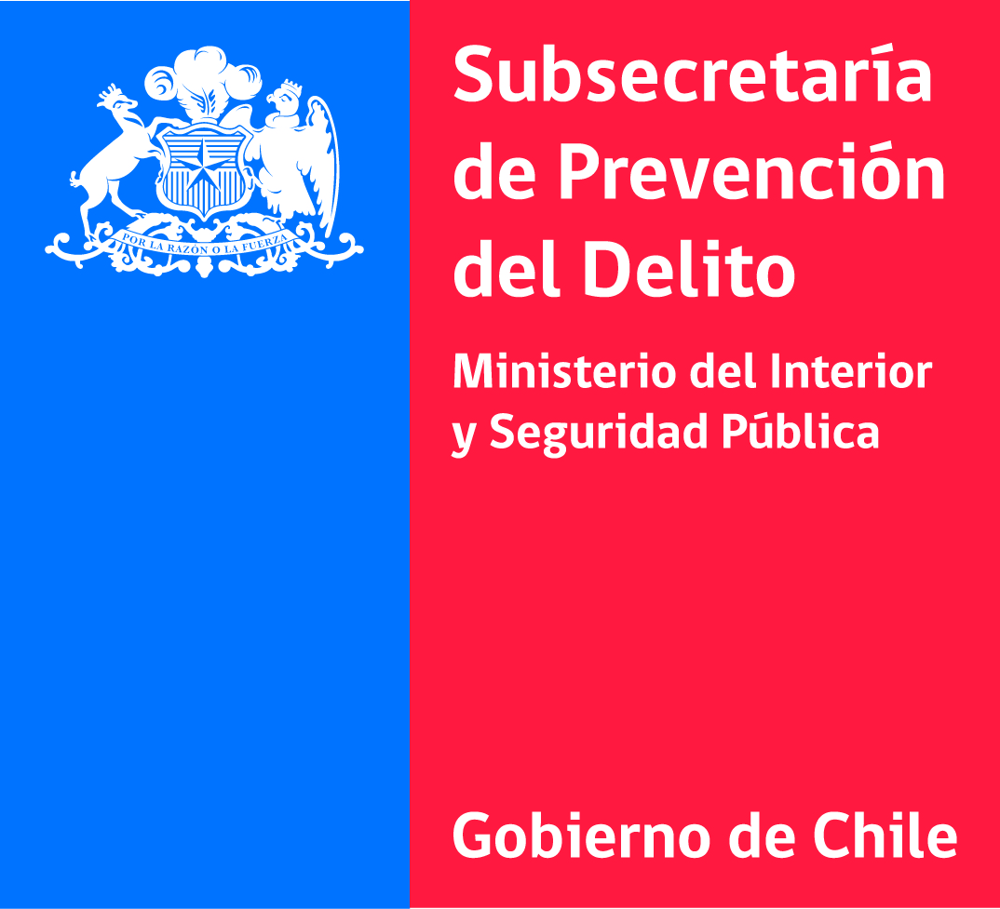 POR LA RAZÓN O LA FUERZA
Subsecretaría
de Prevención
del Delito
Ministerio del Interior
y Seguridad Pública
Gobierno de Chile